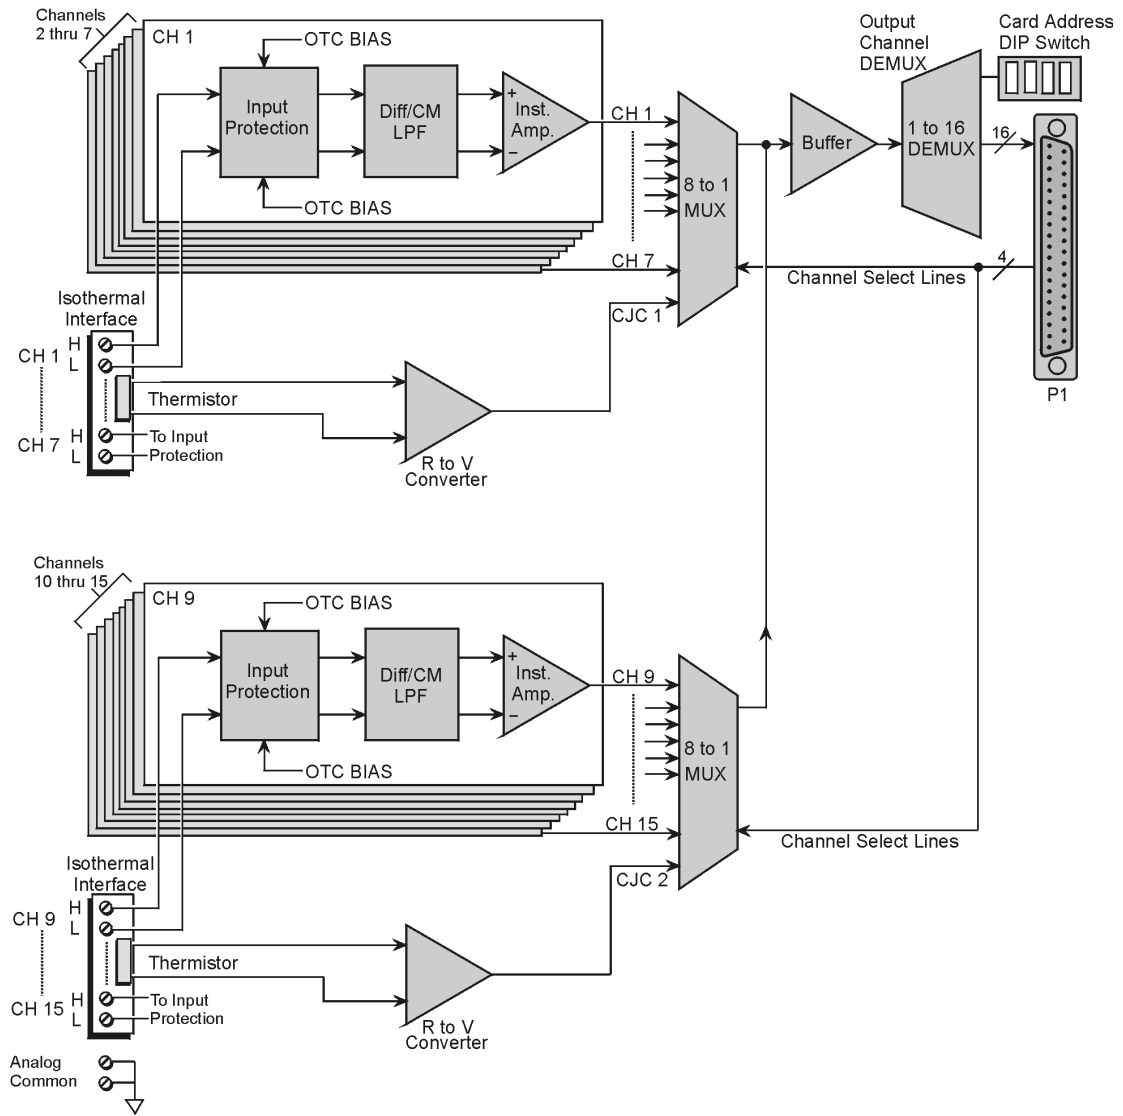 Channels
2 thru 7
CH 1
OTC BIAS
Input
Protection
Diff/CM
LPF
+
Inst.
Amp.
−
OTC BIAS
CH 1
8 to 1
MUX
CH 7
CJC 1
Buffer
Output
Channel
DEMUX
1 to 16
DEMUX
Card Address
DIP Switch
16
4
Channel Select Lines
P1
Isothermal
Interface
CH 1
H
L
Thermistor
CH 7
H
L
To Input
Protection
R to V
Converter
Channels
10 thru 15
CH 9
OTC BIAS
Input
Protection
Diff/CM
LPF
+
Inst.
Amp.
−
OTC BIAS
CH 9
8 to 1
MUX
CH 15
CJC 2
Channel Select Lines
Isothermal
Interface
CH 9
H
L
Thermistor
CH 15
H
L
To Input
Protection
R to V
Converter
Analog
Common